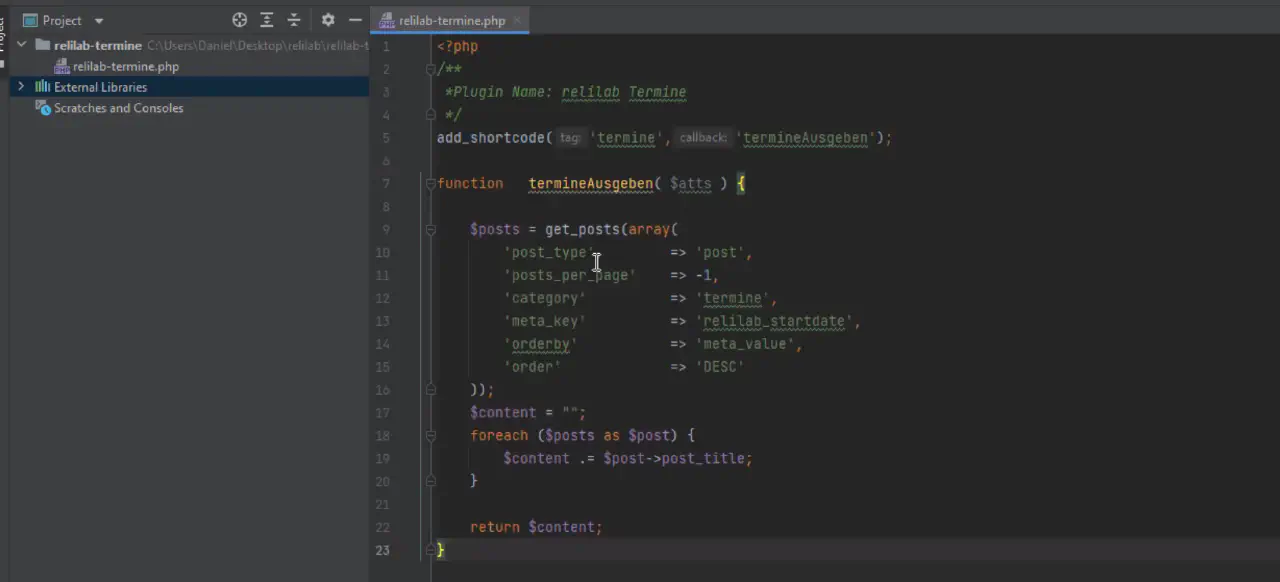 Project
relilab-termine.php
relilab-termine C:\Users\Daniel\Desktop\relilab\relilab-t
relilab-termine.php
External Libraries
Scratches and Consoles
Project
1 <?php
2 /**
3 *Plugin Name: relilab Termine
4 */
5 add_shortcode( tag: 'termine', callback: 'termineAusgeben');
6
7 function termineAusgeben( $atts ) {
8
9 $posts = get_posts(array(
10 'post_type' => 'post',
11 'posts_per_page' => -1,
12 'category' => 'termine',
13 'meta_key' => 'relilab_startdate',
14 'orderby' => 'meta_value',
15 'order' => 'DESC'
16 ));
17 $content = "";
18 foreach ($posts as $post) {
19 $content .= $post->post_title;
20 }
21
22 return $content;
23 }